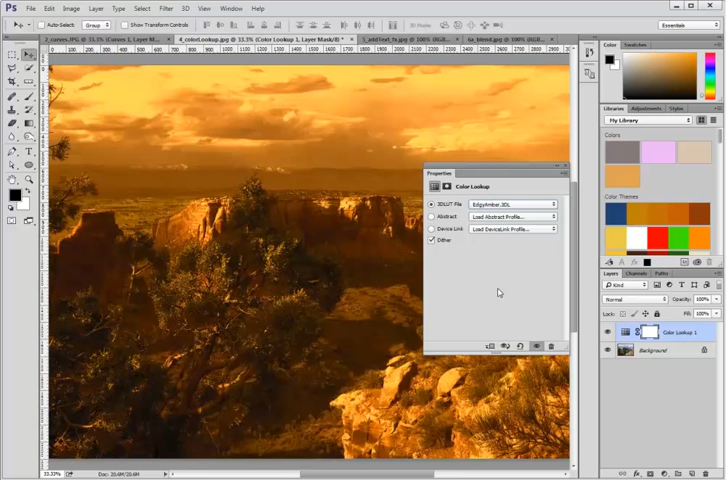 Ps File Edit Image Layer Type Select Filter 3D View Window Help
Auto-Select: Group Show Transform Controls 3D Mode: Essentials
2_curves.JPG @ 33.3% (Curves 1, Layer M... × 4_colorLookup.jpg @ 33.3% (Color Lookup 1, Layer Mask/8) * × 5_addText_fx.jpg @ 100% (RGB... × 6a_blend.jpg @ 100% (RGB... ×
Color Swatches
Libraries Adjustments Styles
My Library
Colors
Color Themes
Properties
Color Lookup
3DLUT File EdgyAmber.3DL
Abstract Load Abstract Profile...
Device Link Load DeviceLink Profile...
Dither
Layers Channels Paths
Kind
Normal Opacity: 100%
Lock: Fill: 100%
Color Lookup 1
Background
33.33% Doc: 20.6M/20.6M